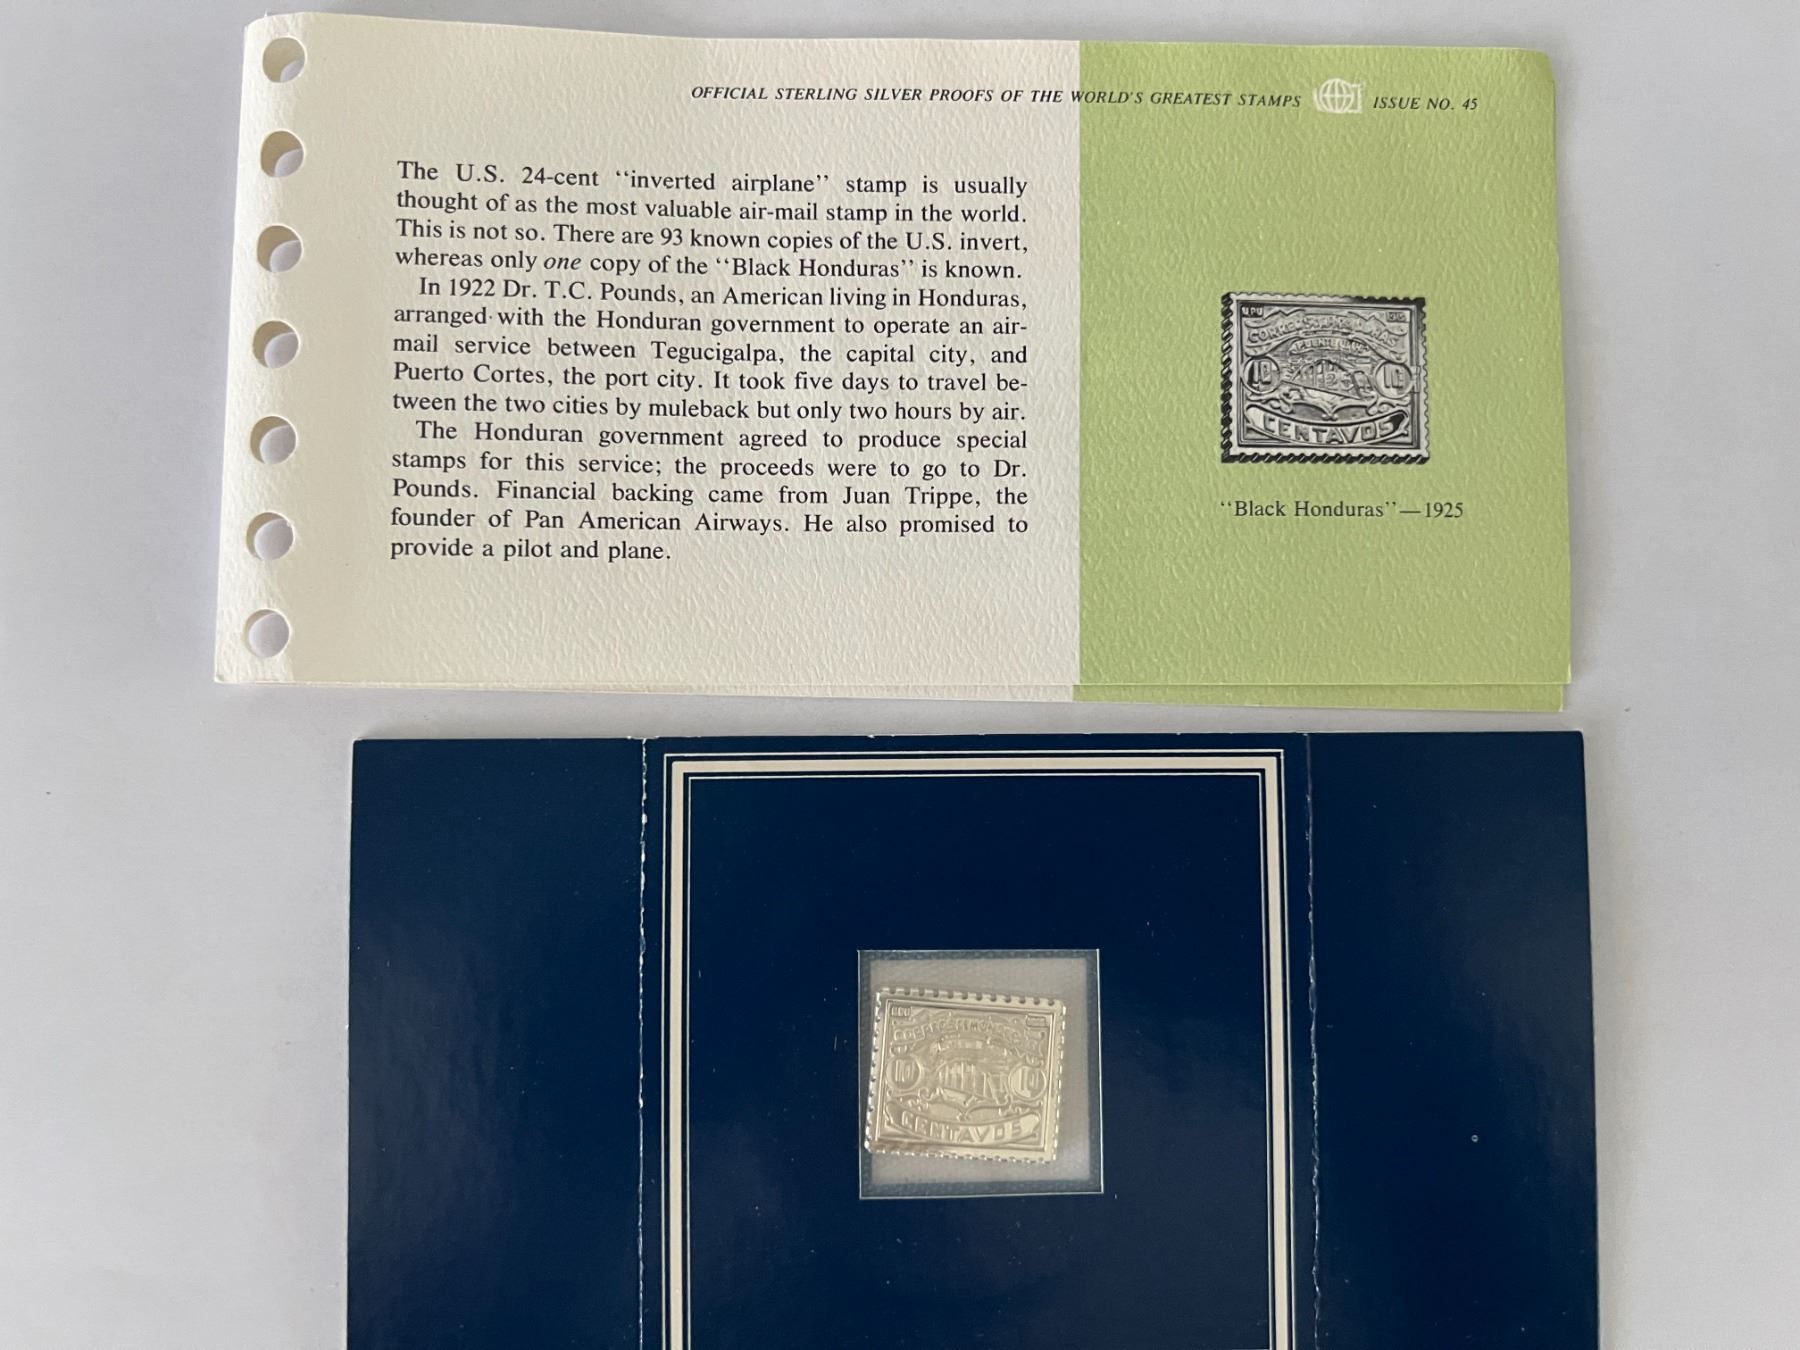 OFFICIAL STERLING SILVER PROOFS OF THE WORLD'S GREATEST STAMPS ISSUE NO. 45
The U.S. 24-cent “inverted airplane” stamp is usually
thought of as the most valuable air-mail stamp in the world.
This is not so. There are 93 known copies of the U.S. invert,
whereas only one copy of the “Black Honduras” is known.
In 1922 Dr. T.C. Pounds, an American living in Honduras,
arranged with the Honduran government to operate an air-
mail service between Tegucigalpa, the capital city, and
Puerto Cortes, the port city. It took five days to travel be-
tween the two cities by muleback but only two hours by air.
The Honduran government agreed to produce special
stamps for this service; the proceeds were to go to Dr.
Pounds. Financial backing came from Juan Trippe, the
founder of Pan American Airways. He also promised to
provide a pilot and plane.
UPU
10 10
CENTAVOS
“Black Honduras”—1925
10 10
CENTAVOS